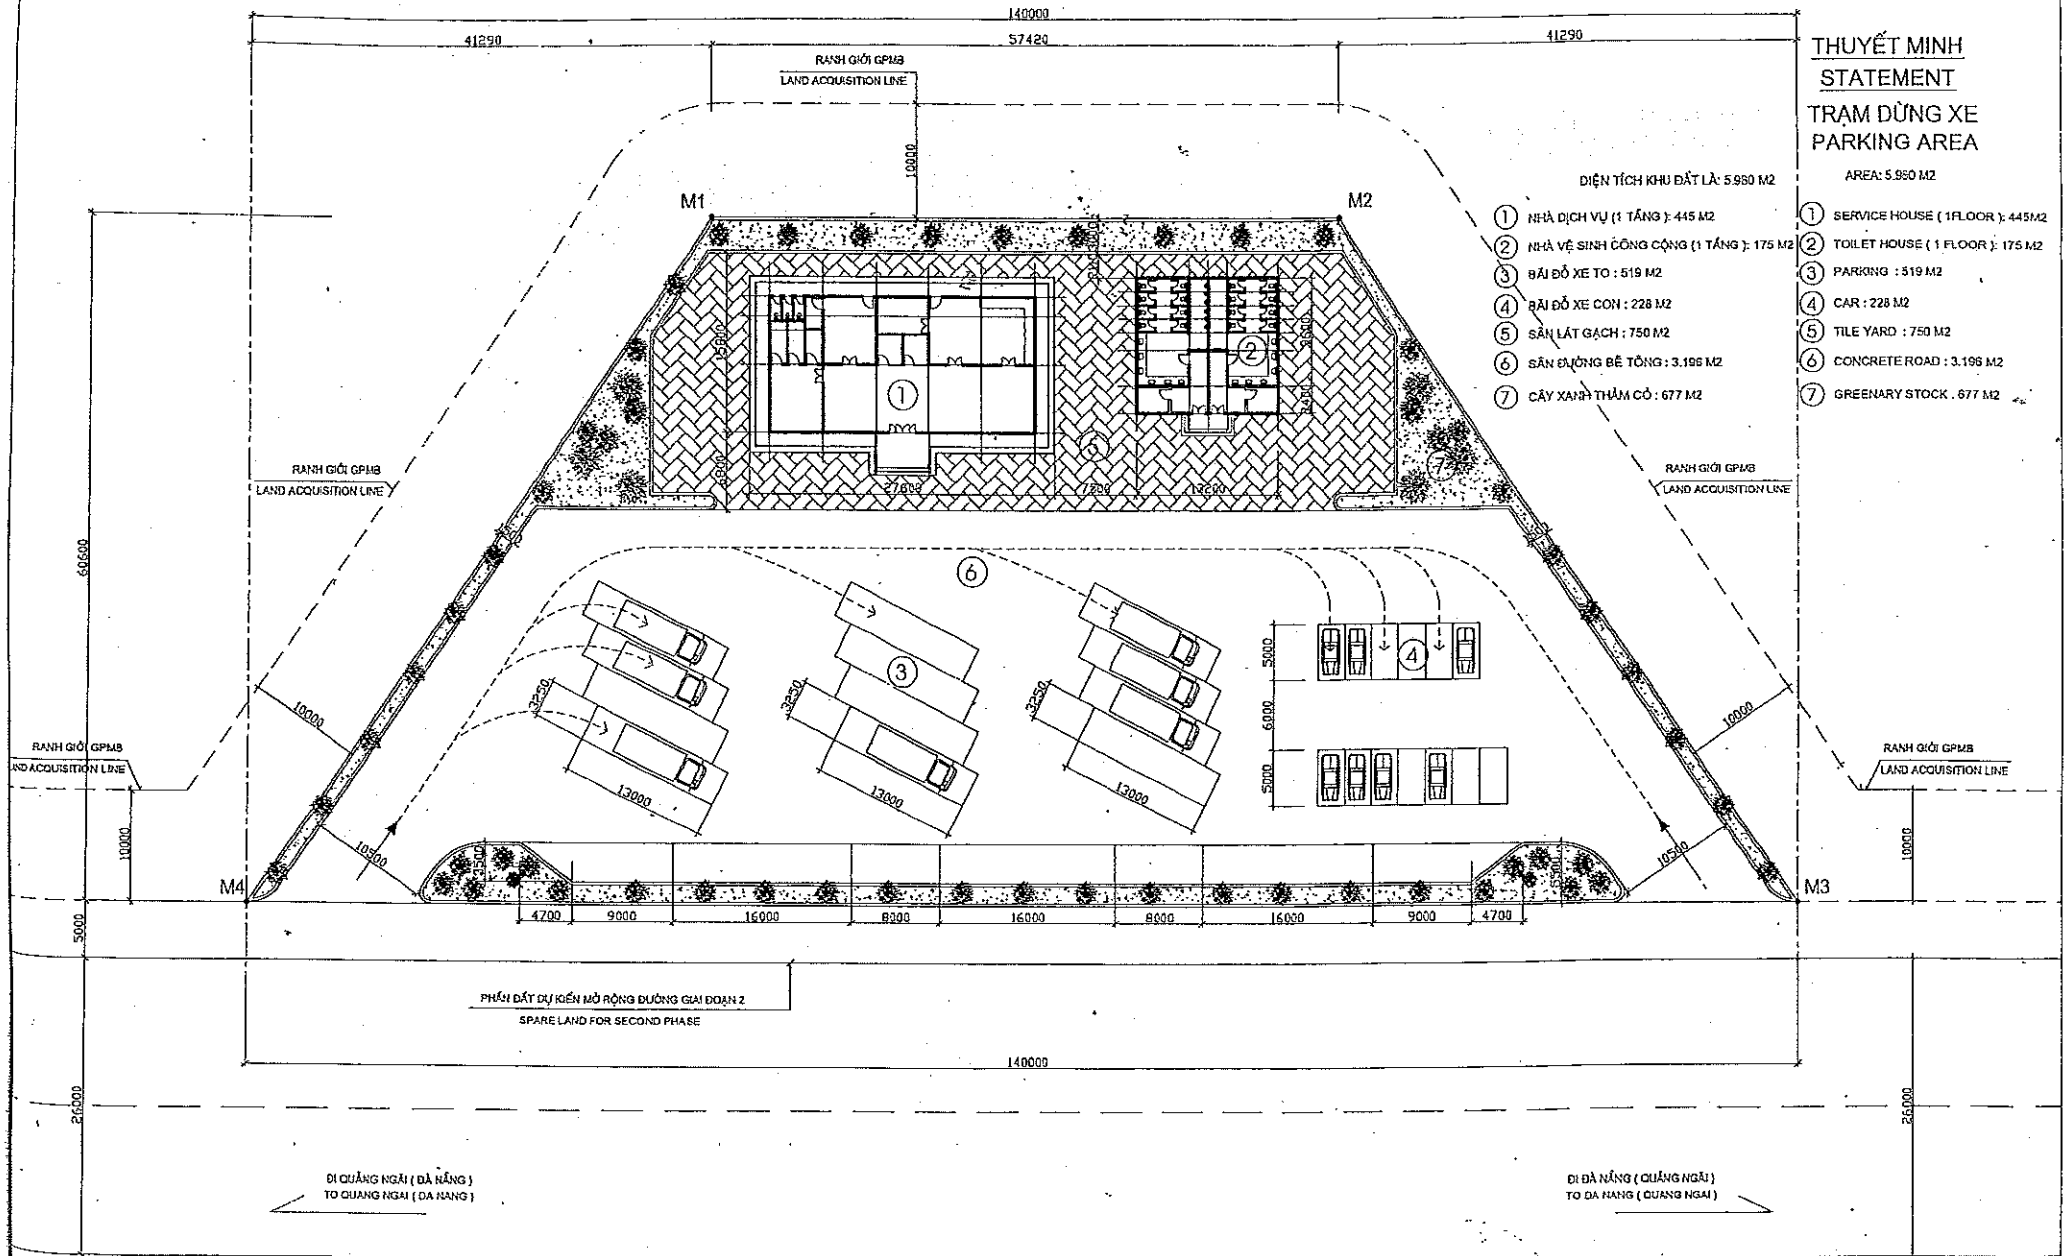 140000
41290
57420
41290
THUYẾT MINH
STATEMENT
TRẠM DỪNG XE
PARKING AREA
RANH GIỚI GPMB
LAND ACQUISITION LINE
10000
DIỆN TÍCH KHU ĐẤT LÀ: 5.980 M2
AREA: 5.980 M2
M1
M2
1 NHÀ DỊCH VỤ (1 TẦNG ): 445 M2
1 SERVICE HOUSE ( 1FLOOR ): 445M2
2 NHÀ VỆ SINH CÔNG CỘNG (1 TẦNG ): 175 M2
2 TOILET HOUSE ( 1 FLOOR ): 175 M2
3 BÃI ĐỖ XE TO : 519 M2
3 PARKING : 519 M2
4 BÃI ĐỖ XE CON : 228 M2
4 CAR : 228 M2
5 SÂN LÁT GẠCH : 750 M2
5 TILE YARD : 750 M2
6 SÂN ĐƯỜNG BÊ TÔNG : 3.196 M2
6 CONCRETE ROAD : 3.196 M2
7 CÂY XANH THẢM CỎ : 677 M2
7 GREENARY STOCK . 677 M2
15800
9600
2
1
8400
5
7
27600
7500
13200
RANH GIỚI GPMB
LAND ACQUISITION LINE
RANH GIỚI GPMB
LAND ACQUISITION LINE
60600
6
3
4
5000
6000
5000
3250
3250
3250
13000
13000
13000
10000
10000
RANH GIỚI GPMB
LAND ACQUISITION LINE
RANH GIỚI GPMB
LAND ACQUISITION LINE
10000
10000
10500
10500
M4
M3
4700
9000
16000
8000
16000
8000
16000
9000
4700
5000
PHẦN ĐẤT DỰ KIẾN MỞ RỘNG ĐƯỜNG GIAI ĐOẠN 2
SPARE LAND FOR SECOND PHASE
140000
26000
26000
ĐI QUẢNG NGÃI ( ĐÀ NẴNG )
TO QUANG NGAI ( DA NANG )
ĐI ĐÀ NẴNG ( QUẢNG NGÃI )
TO DA NANG ( QUANG NGAI )